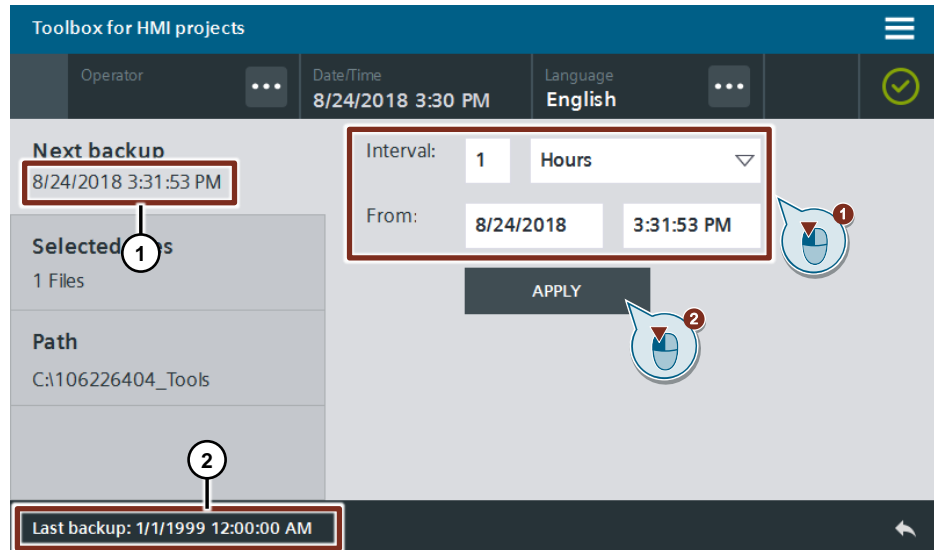 Toolbox for HMI projects
Operator
Date/Time
8/24/2018 3:30 PM
Language
English
Next backup
8/24/2018 3:31:53 PM
1
Selected
1 Files
Path
C:\106226404_Tools
Interval:
1
Hours
From:
8/24/2018
3:31:53 PM
1
APPLY
2
2
Last backup: 1/1/1999 12:00:00 AM